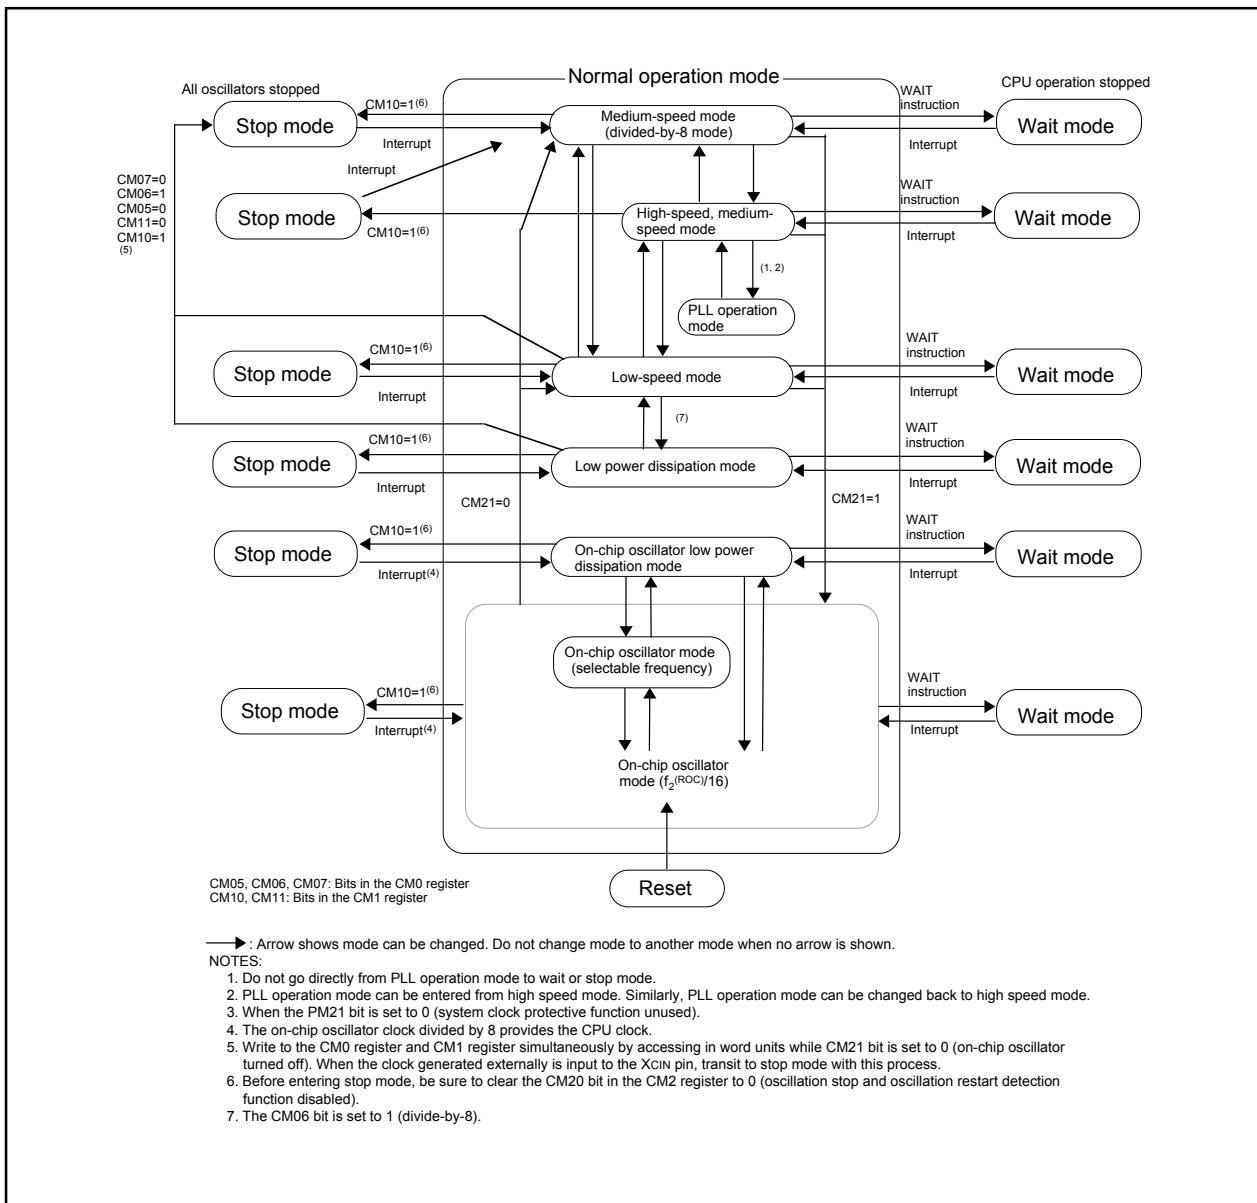 Normal operation mode
All oscillators stopped
CPU operation stopped
CM10=1(6)
WAIT
instruction
Stop mode
Medium-speed mode
(divided-by-8 mode)
Wait mode
Interrupt
Interrupt
Interrupt
CM07=0
CM06=1
CM05=0
CM11=0
CM10=1
(5)
WAIT
instruction
Stop mode
High-speed, medium-
speed mode
Wait mode
CM10=1(6)
Interrupt
(1, 2)
PLL operation
mode
CM10=1(6)
WAIT
instruction
Stop mode
Low-speed mode
Wait mode
Interrupt
Interrupt
(7)
CM10=1(6)
WAIT
instruction
Stop mode
Low power dissipation mode
Wait mode
Interrupt
Interrupt
CM21=0
CM21=1
CM10=1(6)
WAIT
instruction
Stop mode
On-chip oscillator low power
dissipation mode
Wait mode
Interrupt(4)
Interrupt
On-chip oscillator mode
(selectable frequency)
CM10=1(6)
WAIT
instruction
Stop mode
Wait mode
Interrupt(4)
Interrupt
On-chip oscillator
mode (f2(ROC)/16)
Reset
CM05, CM06, CM07: Bits in the CM0 register
CM10, CM11: Bits in the CM1 register
: Arrow shows mode can be changed. Do not change mode to another mode when no arrow is shown.
NOTES:
1. Do not go directly from PLL operation mode to wait or stop mode.
2. PLL operation mode can be entered from high speed mode. Similarly, PLL operation mode can be changed back to high speed mode.
3. When the PM21 bit is set to 0 (system clock protective function unused).
4. The on-chip oscillator clock divided by 8 provides the CPU clock.
5. Write to the CM0 register and CM1 register simultaneously by accessing in word units while CM21 bit is set to 0 (on-chip oscillator
turned off). When the clock generated externally is input to the XCIN pin, transit to stop mode with this process.
6. Before entering stop mode, be sure to clear the CM20 bit in the CM2 register to 0 (oscillation stop and oscillation restart detection
function disabled).
7. The CM06 bit is set to 1 (divide-by-8).